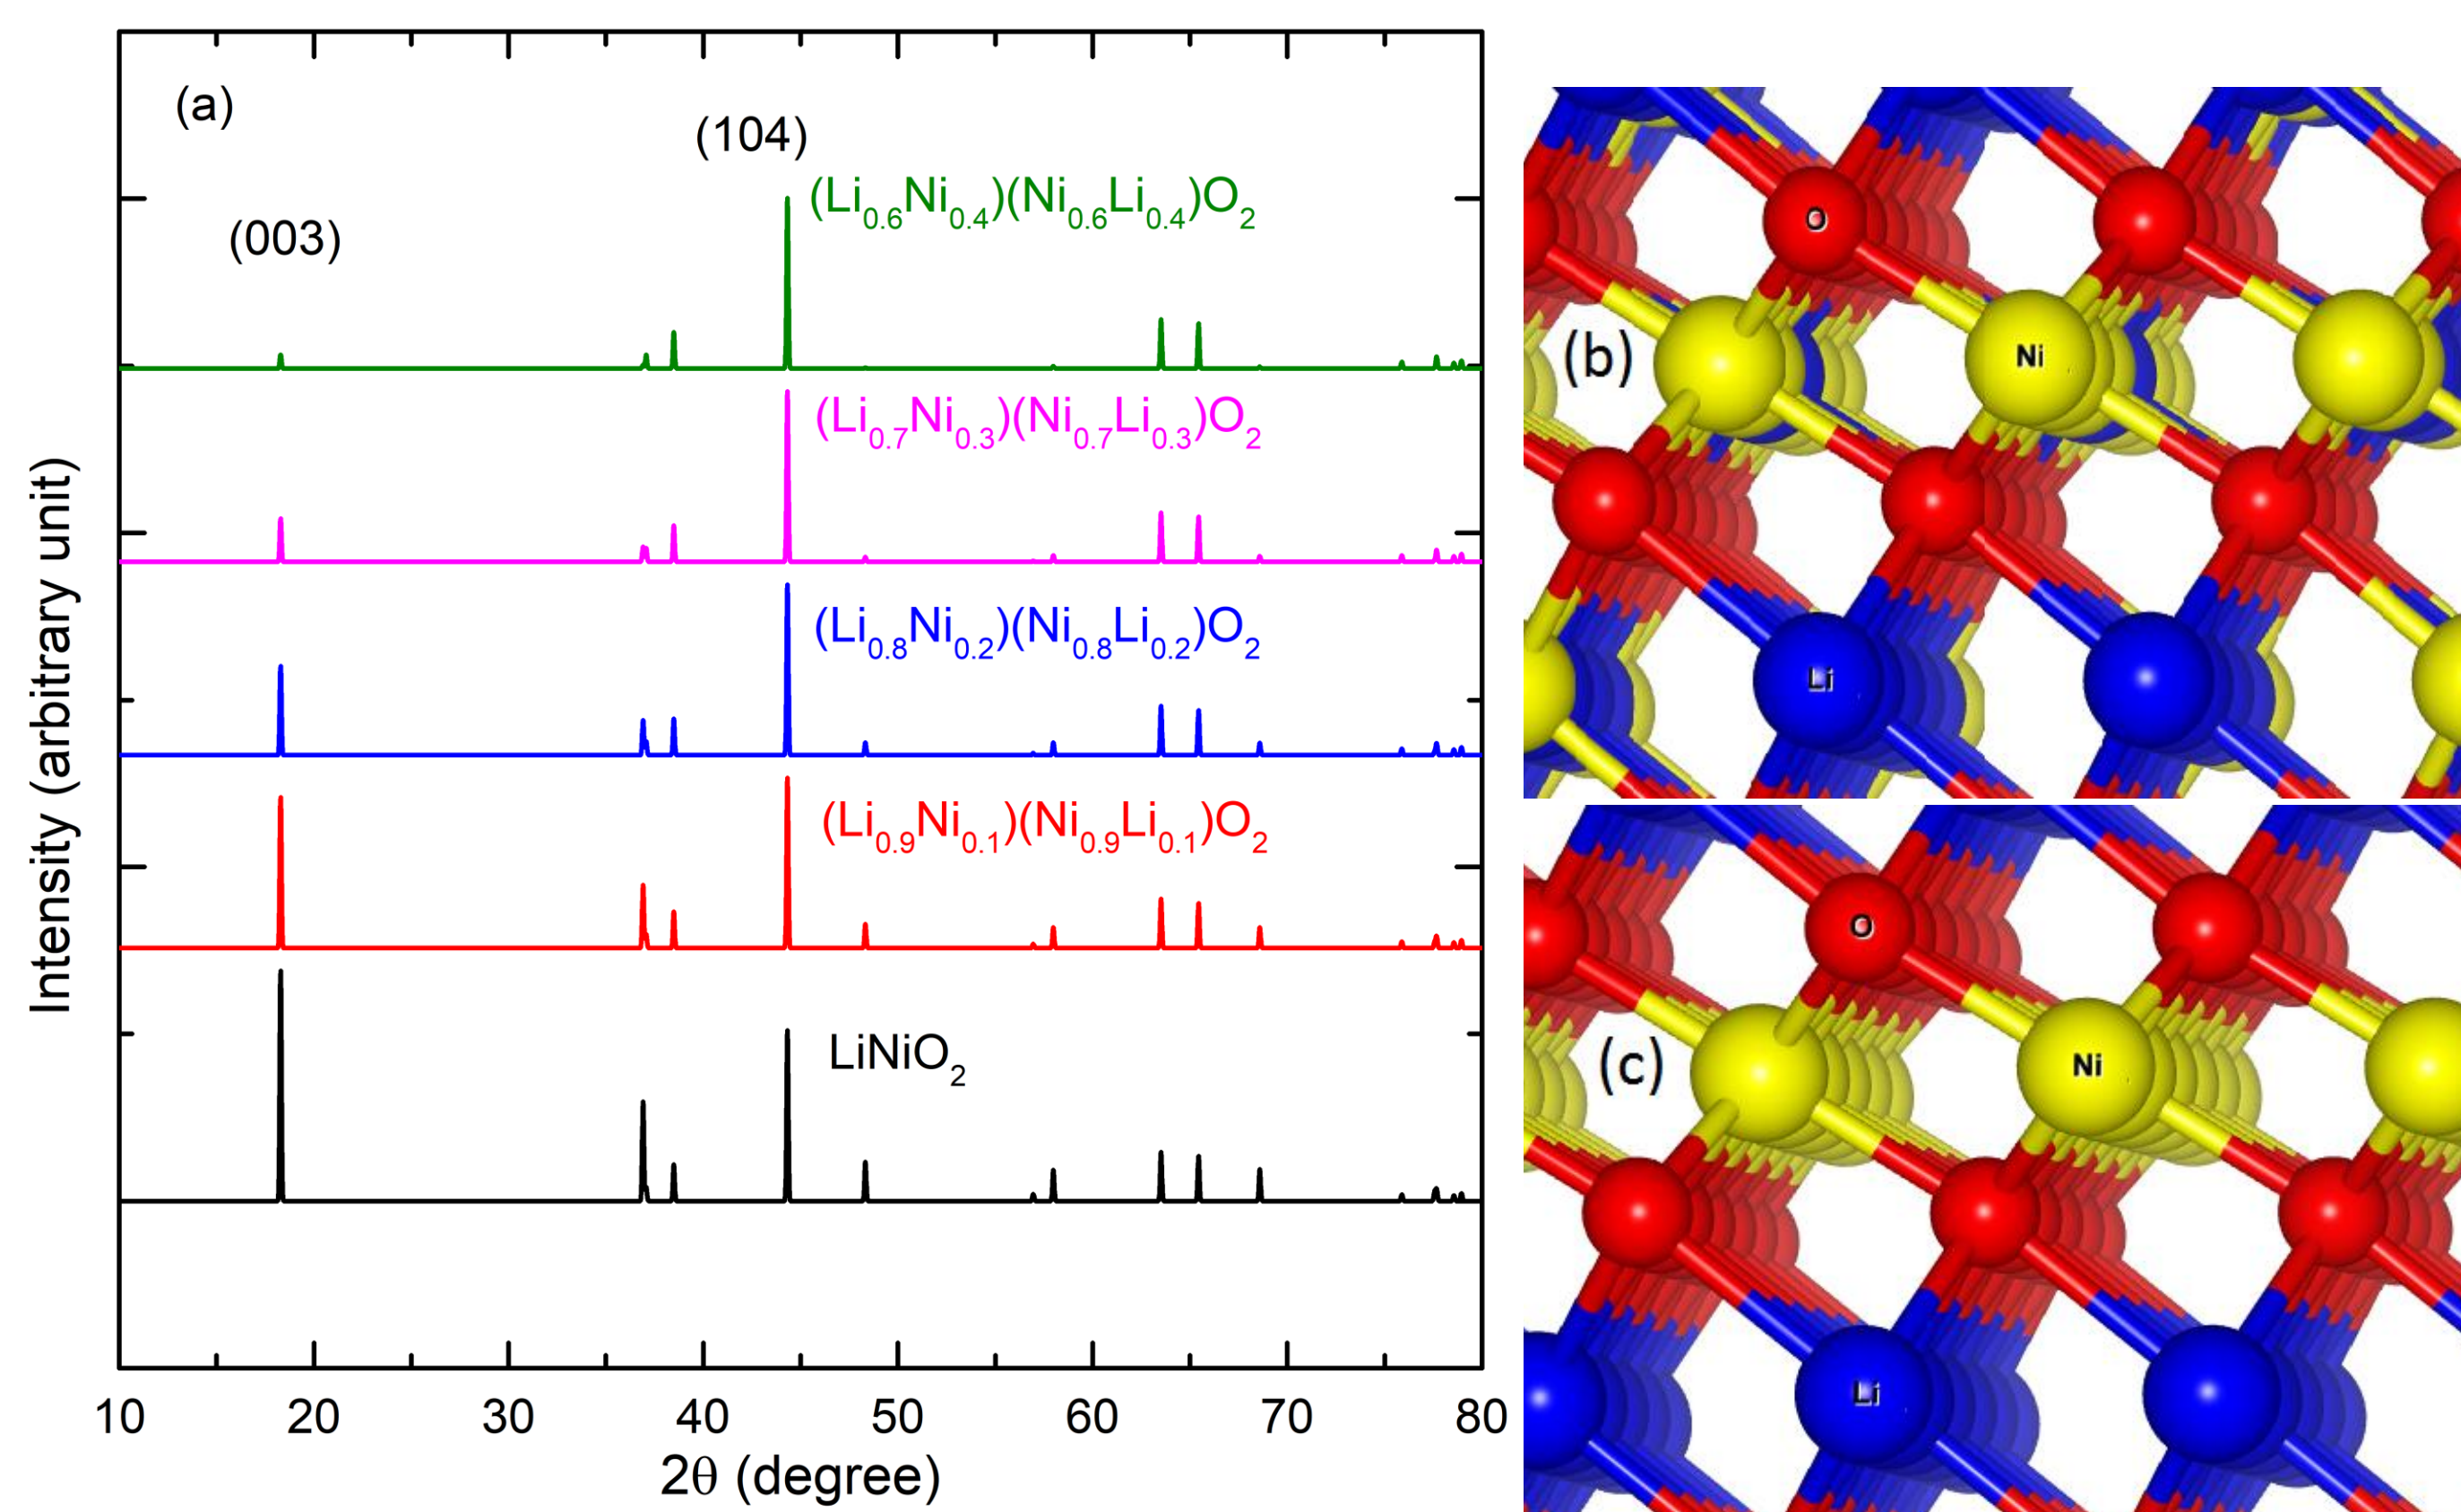 (a)
(104)
(003)
(Li0.6Ni0.4)(Ni0.6Li0.4)O2
(Li0.7Ni0.3)(Ni0.7Li0.3)O2
(Li0.8Ni0.2)(Ni0.8Li0.2)O2
(Li0.9Ni0.1)(Ni0.9Li0.1)O2
LiNiO2
Intensity (arbitrary unit)
10 20 30 40 50 60 70 80
2θ (degree)
O
(b)
Ni
Li
O
(c)
Ni
Li